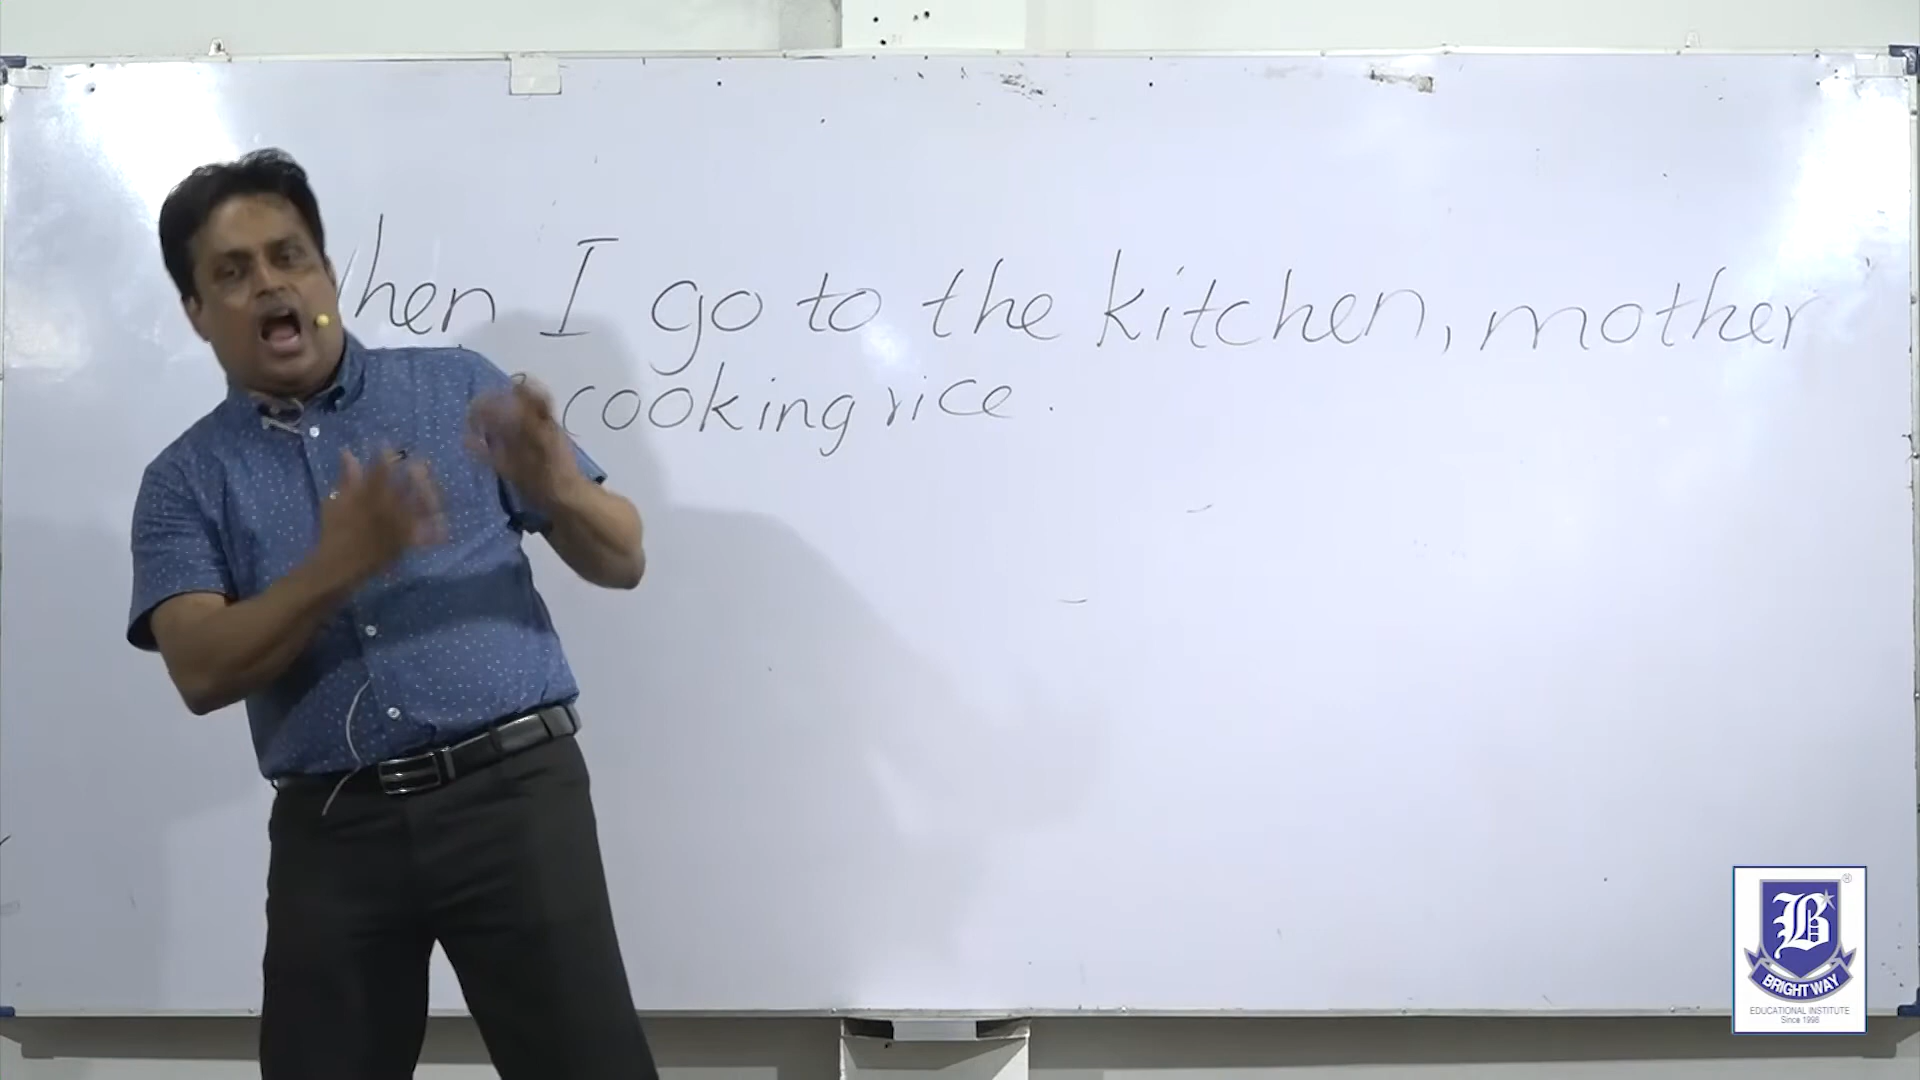 hen I go to the kitchen, mother
cooking rice.
B
BRIGHT WAY
EDUCATIONAL INSTITUTE
Since 1998